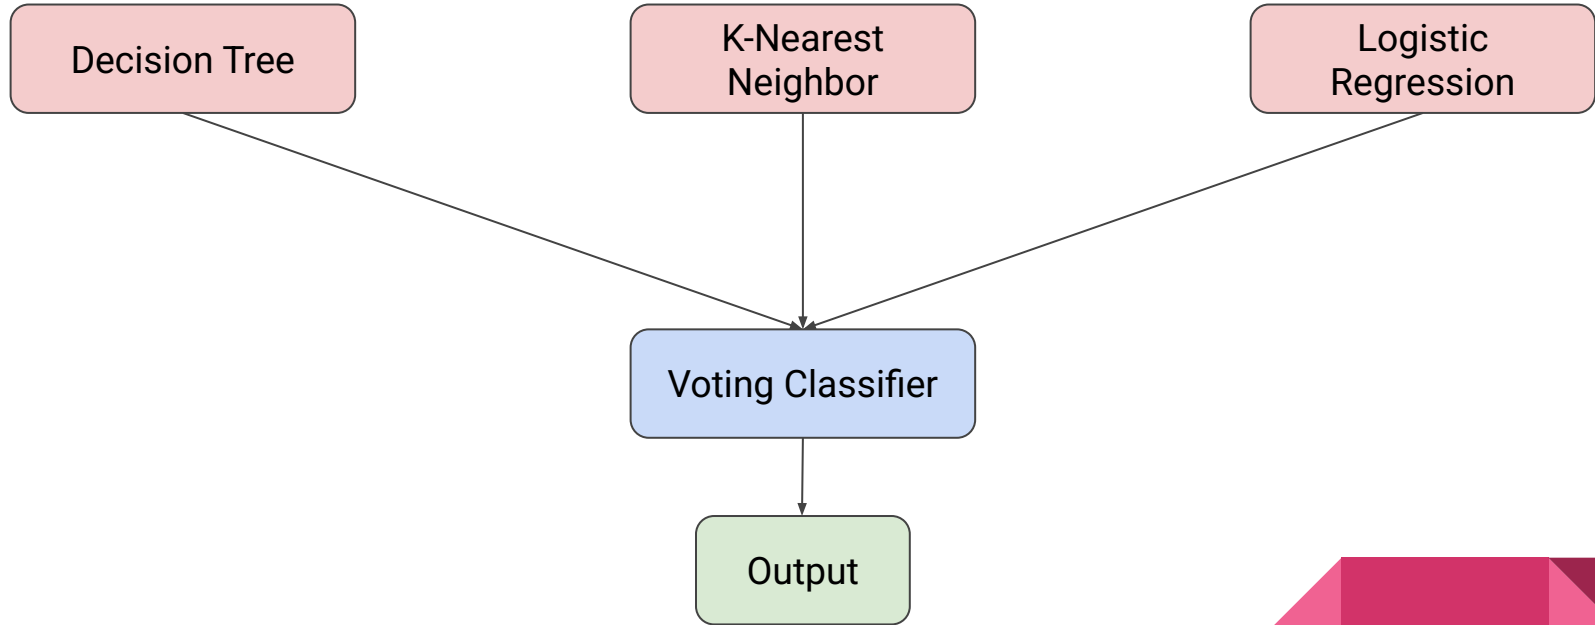 Decision Tree
K-Nearest
Neighbor
Logistic
Regression
Voting Classifier
Output